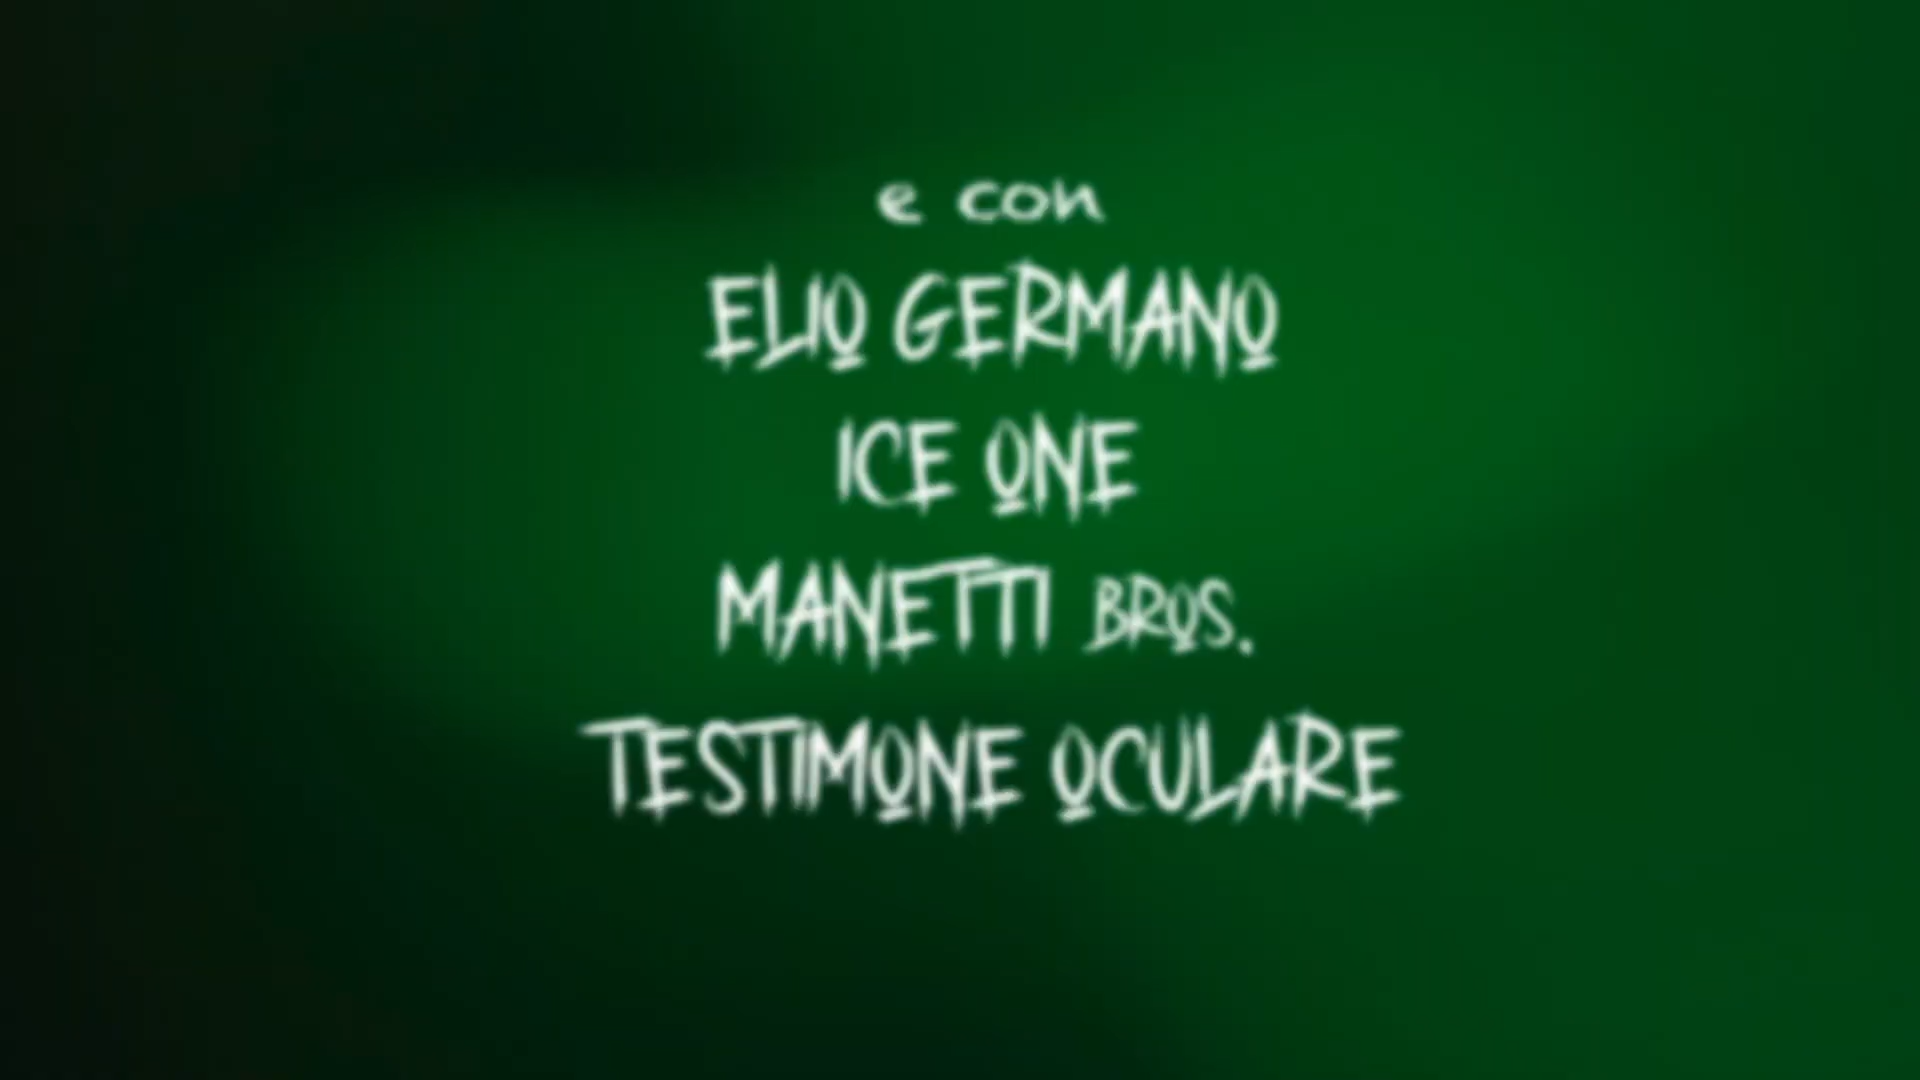 e con
ELIO GERMANO
ICE ONE
MANETTI BROS.
TESTIMONE OCULARE